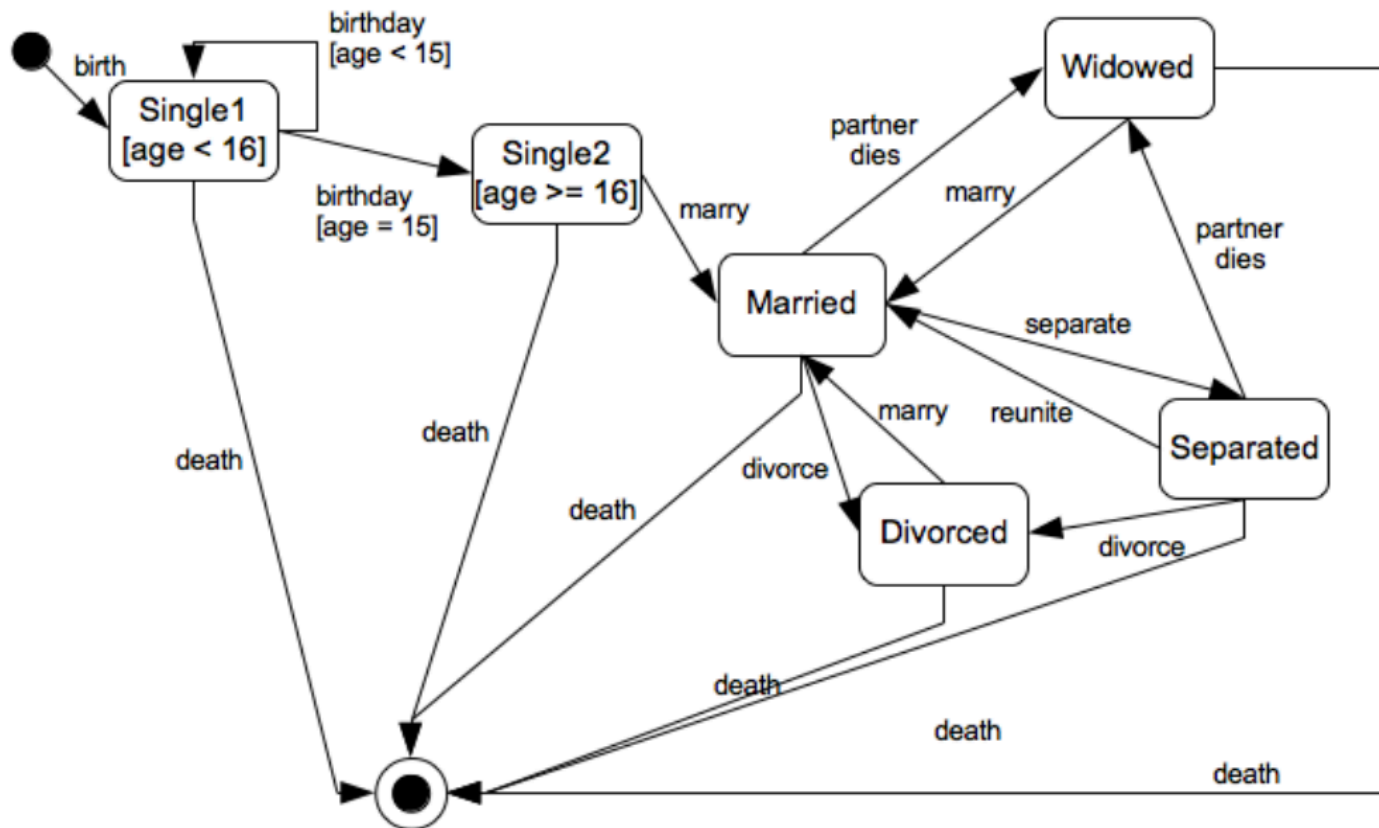 birthday
[age < 15]
birth
Single1
[age < 16]
birthday
[age = 15]
Single2
[age >= 16]
marry
Widowed
partner
dies
marry
partner
dies
Married
separate
reunite
Separated
marry
divorce
Divorced
divorce
death
death
death
death
death
death